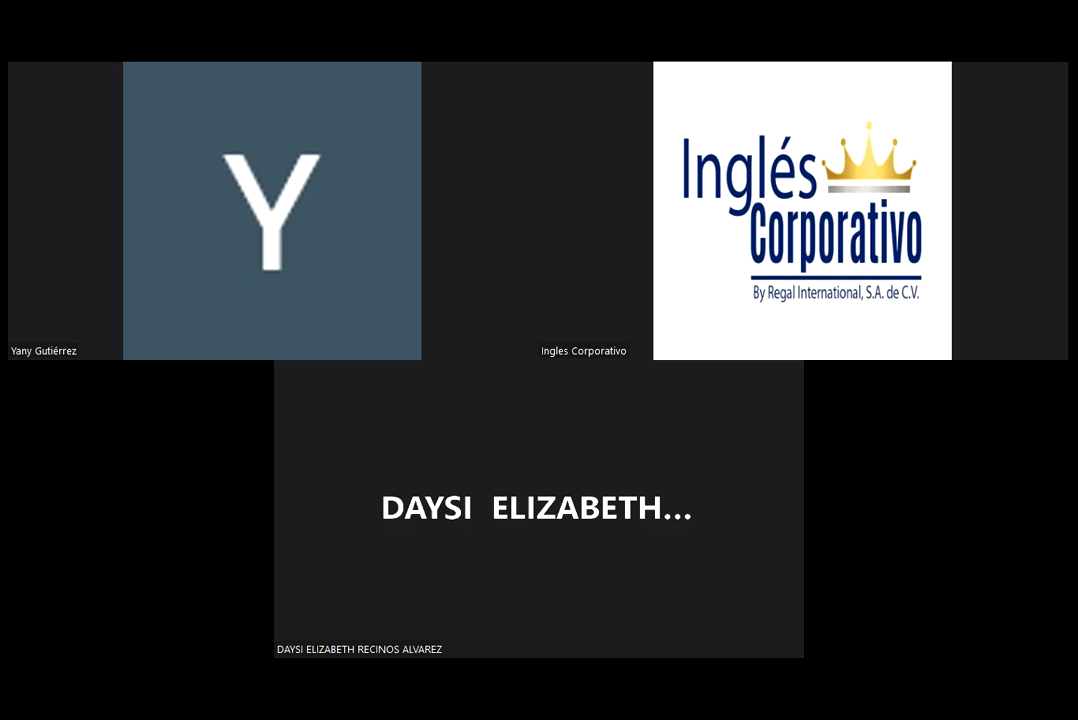 Y
Yany Gutiérrez
Inglés
Corporativo
By Regal International, S.A. de C.V.
Ingles Corporativo
DAYSI ELIZABETH...
DAYSI ELIZABETH RECINOS ALVAREZ